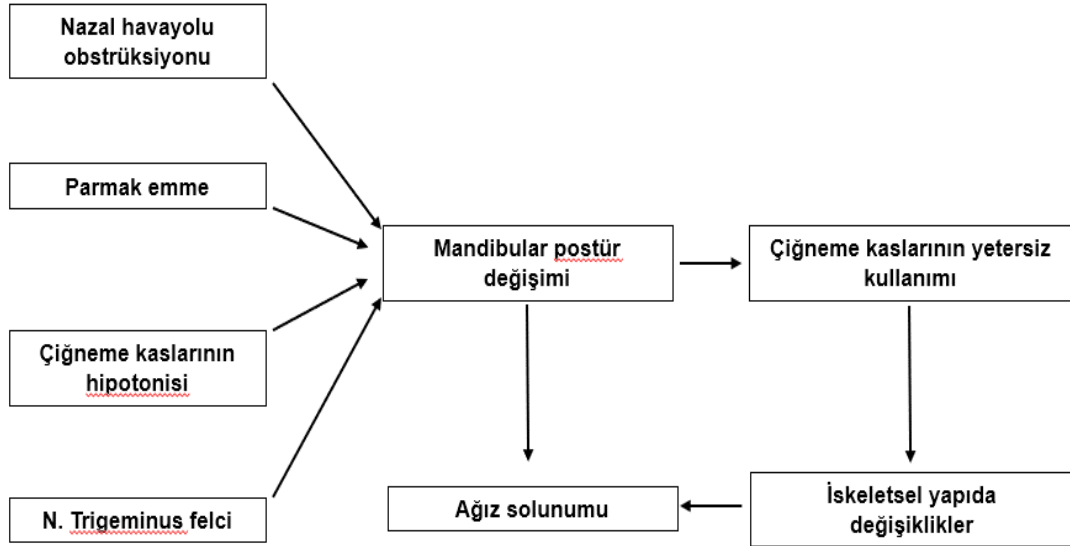 Nazal havayolu
obstrüksiyonu
Parmak emme
Çiğneme kaslarının
hipotonisi
N. Trigeminus felci
Mandibular postür
değişimi
Ağız solunumu
Çiğneme kaslarının yetersiz
kullanımı
İskeletsel yapıda
değişiklikler